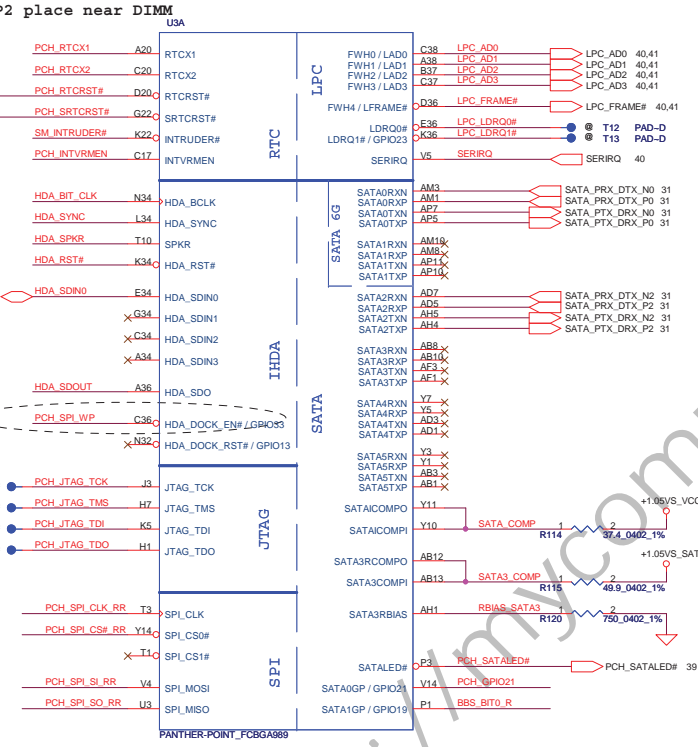 P2 place near DIMM
U3A
PCH_RTCX1 A20 RTCX1
PCH_RTCX2 C20 RTCX2
PCH_RTCRST# D20 RTCRST#
PCH_SRTCRST# G22 SRTCRST#
SM_INTRUDER# K22 INTRUDER#
PCH_INTVRMEN C17 INTVRMEN
RTC
LPC
FWH0 / LAD0 C38 LPC_AD0 LPC_AD0 40,41
FWH1 / LAD1 A38 LPC_AD1 LPC_AD1 40,41
FWH2 / LAD2 B37 LPC_AD2 LPC_AD2 40,41
FWH3 / LAD3 C37 LPC_AD3 LPC_AD3 40,41
FWH4 / LFRAME# D36 LPC_FRAME# LPC_FRAME# 40,41
LDRQ0# E36 LPC_LDRQ0# @ T12 PAD~D
LDRQ1# / GPIO23 K36 LPC_LDRQ1# @ T13 PAD~D
SERIRQ V5 SERIRQ SERIRQ 40
HDA_BIT_CLK N34 HDA_BCLK
HDA_SYNC L34 HDA_SYNC
HDA_SPKR T10 SPKR
HDA_RST# K34 HDA_RST#
HDA_SDIN0 E34 HDA_SDIN0
G34 HDA_SDIN1
C34 HDA_SDIN2
A34 HDA_SDIN3
HDA_SDOUT A36 HDA_SDO
PCH_SPI_WP C36 HDA_DOCK_EN# / GPIO33
N32 HDA_DOCK_RST# / GPIO13
IHDA
SATA 6G
SATA
SATA0RXN AM3 SATA_PRX_DTX_N0 31
SATA0RXP AM1 SATA_PRX_DTX_P0 31
SATA0TXN AP7 SATA_PTX_DRX_N0 31
SATA0TXP AP5 SATA_PTX_DRX_P0 31
SATA1RXN AM10
SATA1RXP AM8
SATA1TXN AP11
SATA1TXP AP10
SATA2RXN AD7 SATA_PRX_DTX_N2 31
SATA2RXP AD5 SATA_PRX_DTX_P2 31
SATA2TXN AH5 SATA_PTX_DRX_N2 31
SATA2TXP AH4 SATA_PTX_DRX_P2 31
SATA3RXN AB8
SATA3RXP AB10
SATA3TXN AF3
SATA3TXP AF1
SATA4RXN Y7
SATA4RXP Y5
SATA4TXN AD3
SATA4TXP AD1
SATA5RXN Y3
SATA5RXP Y1
SATA5TXN AB3
SATA5TXP AB1
PCH_JTAG_TCK J3 JTAG_TCK
PCH_JTAG_TMS H7 JTAG_TMS
PCH_JTAG_TDI K5 JTAG_TDI
PCH_JTAG_TDO H1 JTAG_TDO
JTAG
SATAICOMPO Y11
+1.05VS_VCC
SATAICOMPI Y10 SATA_COMP R114 1 2 37.4_0402_1%
SATA3RCOMPO AB12
+1.05VS_SAT
SATA3COMPI AB13 SATA3_COMP R115 1 2 49.9_0402_1%
SATA3RBIAS AH1 RBIAS_SATA3 R120 1 2 750_0402_1%
PCH_SPI_CLK_RR T3 SPI_CLK
PCH_SPI_CS#_RR Y14 SPI_CS0#
T1 SPI_CS1#
PCH_SPI_SI_RR V4 SPI_MOSI
PCH_SPI_SO_RR U3 SPI_MISO
SPI
SATALED# P3 PCH_SATALED# PCH_SATALED# 39
SATA0GP / GPIO21 V14 PCH_GPIO21
SATA1GP / GPIO19 P1 BBS_BIT0_R
PANTHER-POINT_FCBGA989
://mycom